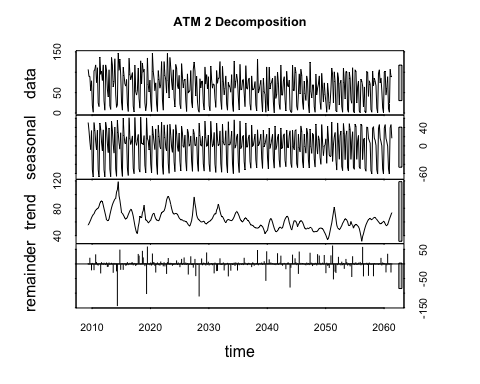 ATM 2 Decomposition
data
0 50 150
seasonal
-60 0 40
trend
40 80 120
remainder
-150 -50 50
2010 2020 2030 2040 2050 2060
time